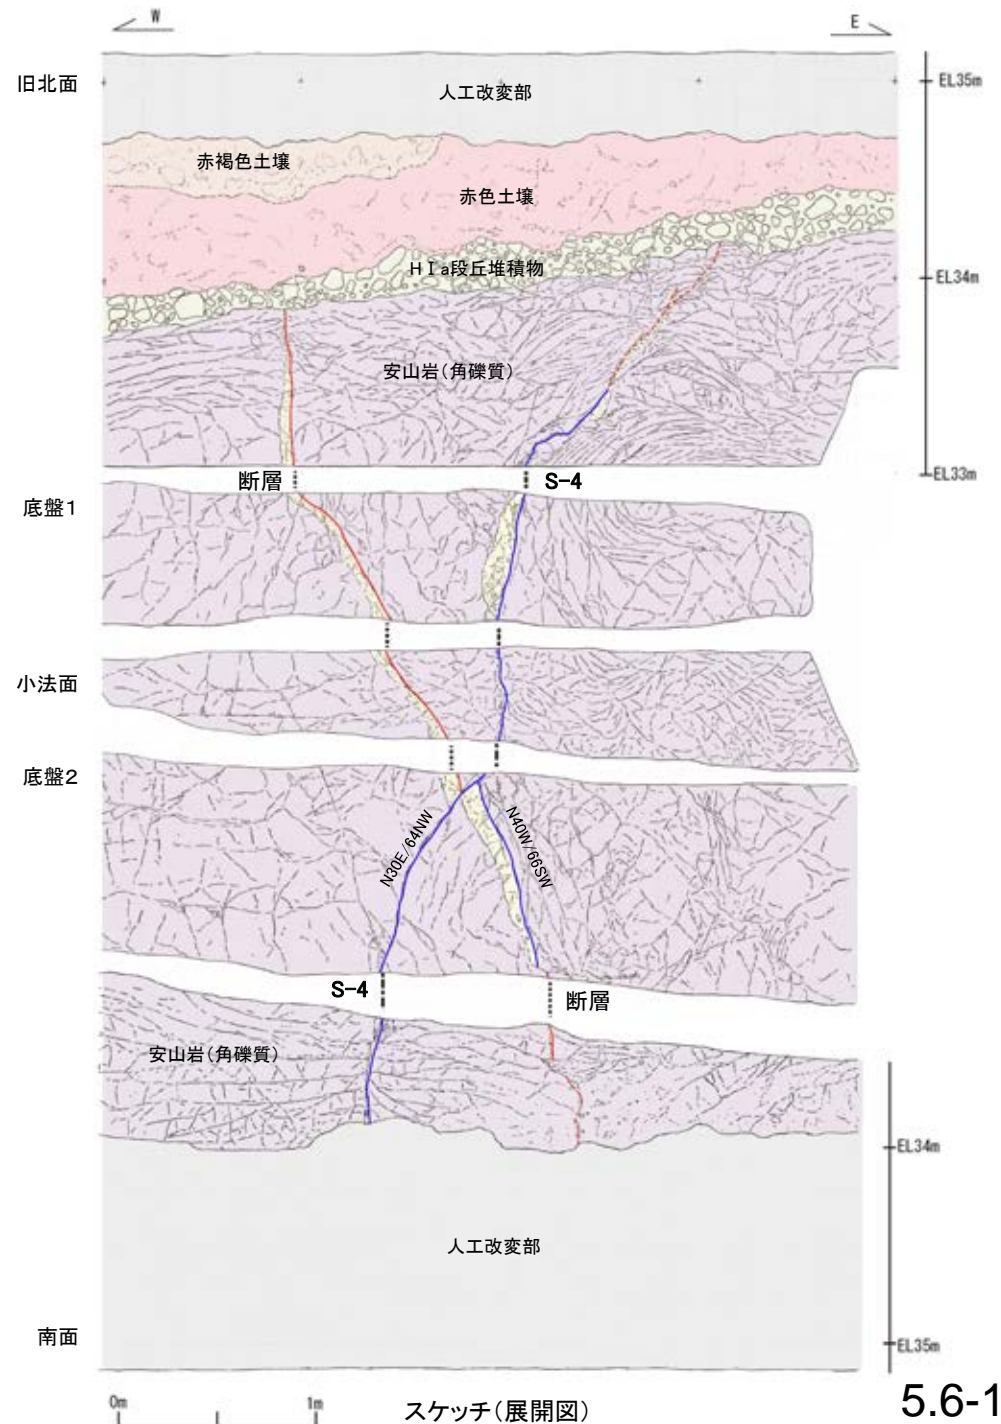 W
E
旧北面
EL35m
人工改変部
赤褐色土壌
赤色土壌
HⅠa段丘堆積物
EL34m
安山岩(角礫質)
EL33m
断層
S-4
底盤1
小法面
底盤2
N30E/64NW
N40W/66SW
S-4
断層
安山岩(角礫質)
EL34m
人工改変部
南面
EL35m
0m
1m
スケッチ(展開図)
5.6-1